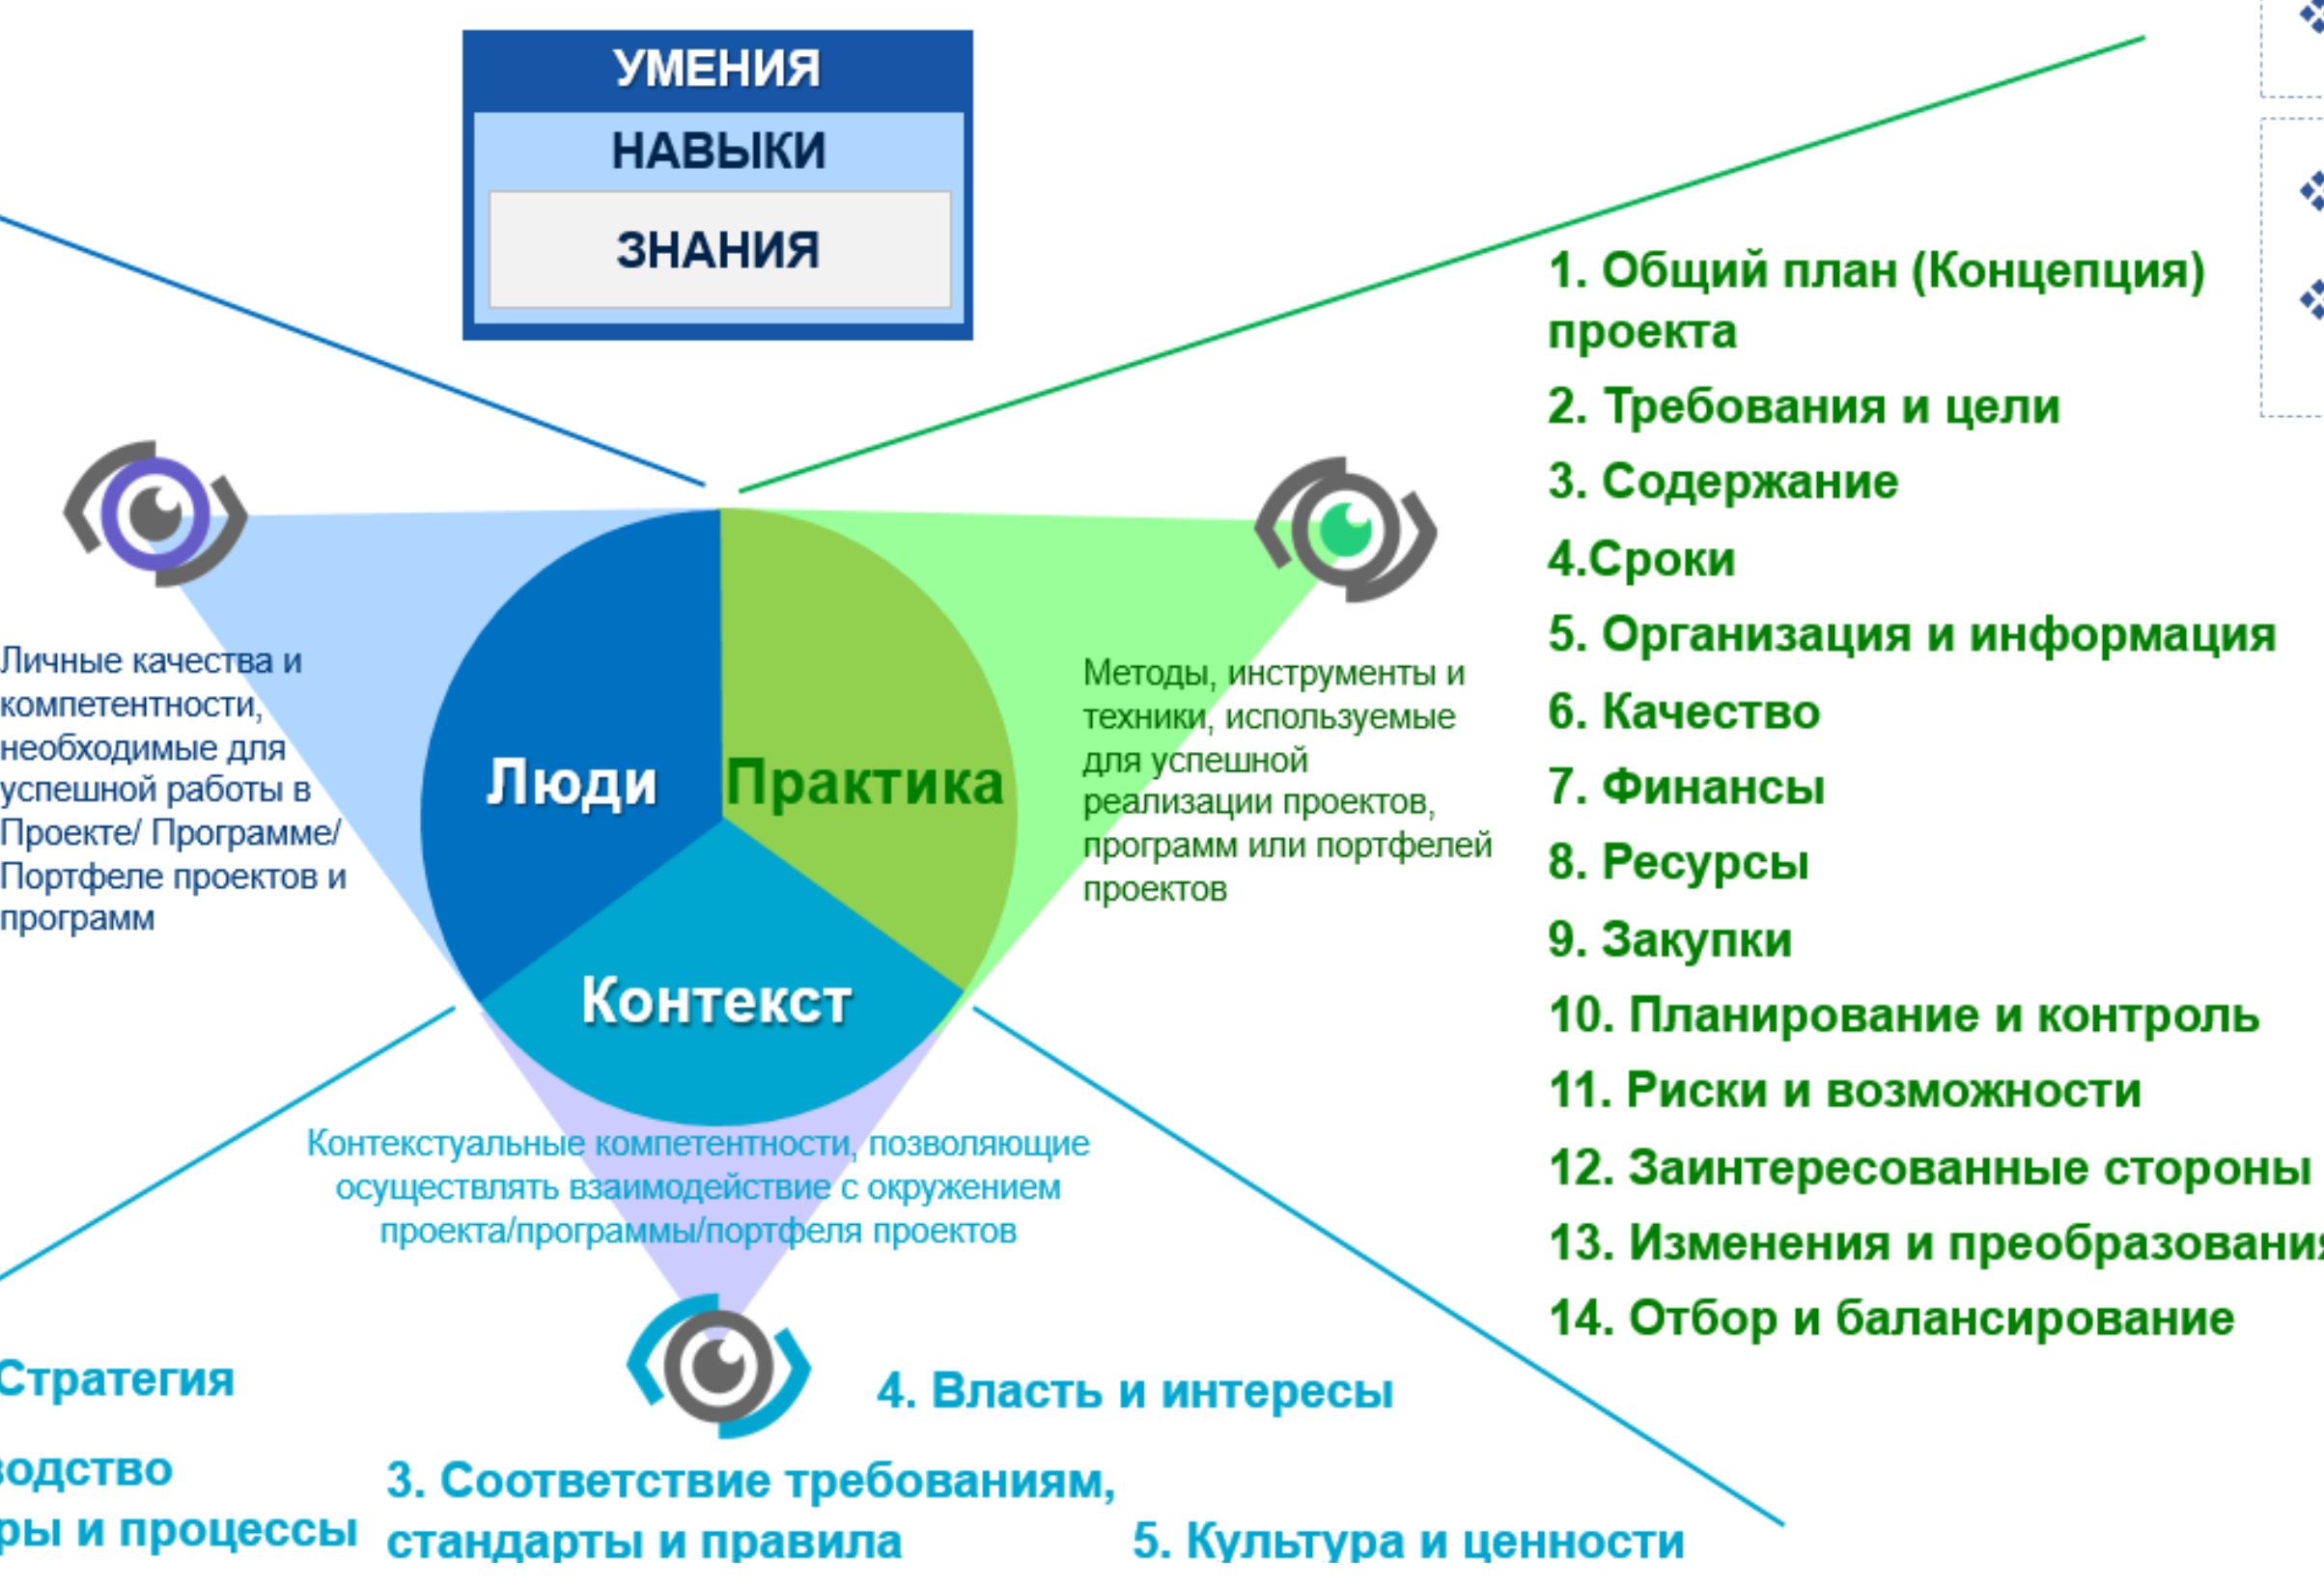 УМЕНИЯ
НАВЫКИ
ЗНАНИЯ
Личные качества и
компетентности,
необходимые для
успешной работы в
Проекте/ Программе/
Портфеле проектов и
программ
Люди
Практика
Контекст
Методы, инструменты и
техники, используемые
для успешной
реализации проектов,
программ или портфелей
проектов
1. Общий план (Концепция)
проекта
2. Требования и цели
3. Содержание
4.Сроки
5. Организация и информация
6. Качество
7. Финансы
8. Ресурсы
9. Закупки
10. Планирование и контроль
11. Риски и возможности
12. Заинтересованные стороны
13. Изменения и
14. Отбор и балансирование
Контекстуальные компетентности, позволяющие
осуществлять взаимодействие с окружением
проекта/программы/портфеля проектов
Стратегия
и процессы
3. Соответствие требованиям,
стандарты и правила
4. Власть и интересы
5. Культура и ценности